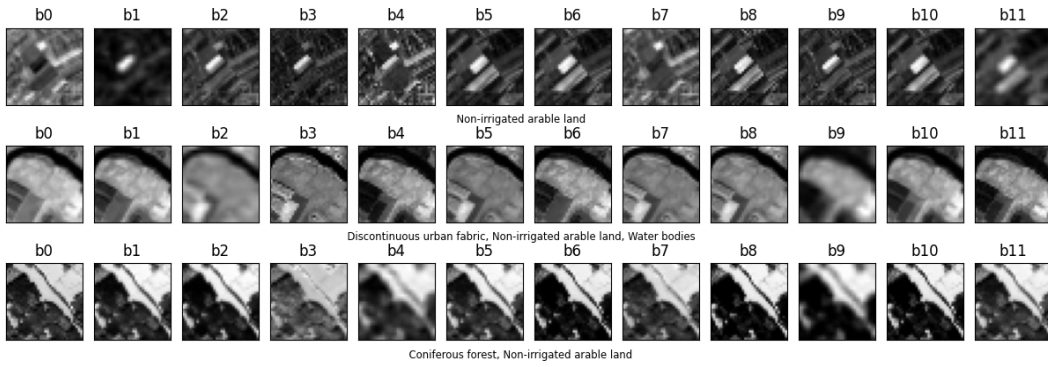 b0 b1 b2 b3 b4 b5 b6 b7 b8 b9 b10 b11
Non-irrigated arable land
b0 b1 b2 b3 b4 b5 b6 b7 b8 b9 b10 b11
Discontinuous urban fabric, Non-irrigated arable land, Water bodies
b0 b1 b2 b3 b4 b5 b6 b7 b8 b9 b10 b11
Coniferous forest, Non-irrigated arable land